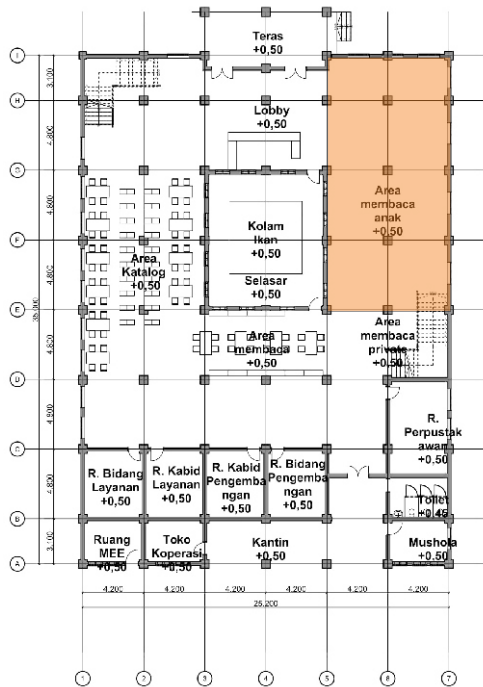 Teras
+0,50
I
3,100
H
Lobby
+0,50
4,800
G
4,800
Area
membaca
anak
+0,50
Kolam
Ikan
+0,50
F
Area
Katalog
+0,50
4,800
Selasar
+0,50
35,000
E
Area
membaca
+0,50
Area
membaca
private
+0,50
4,800
D
4,800
R.
Perpustak
awan
+0,50
C
R. Bidang
Layanan
+0,50
R. Kabid
Layanan
+0,50
R. Kabid
Pengemba
ngan
+0,50
R. Bidang
Pengemba
ngan
+0,50
4,800
Toilet
+0,45
B
Ruang
MEE
+0,50
Toko
Koperasi
+0,50
Kantin
+0,50
Mushola
+0,50
3,100
A
4,200 4,200 4,200 4,200 4,200 4,200
25,200
1 2 3 4 5 6 7